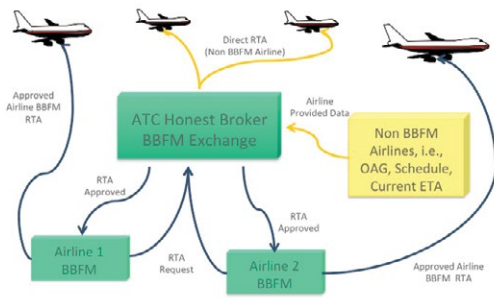 Direct RTA
(Non BBFM Airline)
Approved
Airline BBFM
RTA
ATC Honest Broker
BBFM Exchange
Airline
Provided Data
Non BBFM
Airlines, i.e.,
OAG, Schedule,
Current ETA
RTA
Approved
RTA
Approved
Airline 1
BBFM
RTA
Request
Airline 2
BBFM
Approved Airline
BBFM RTA